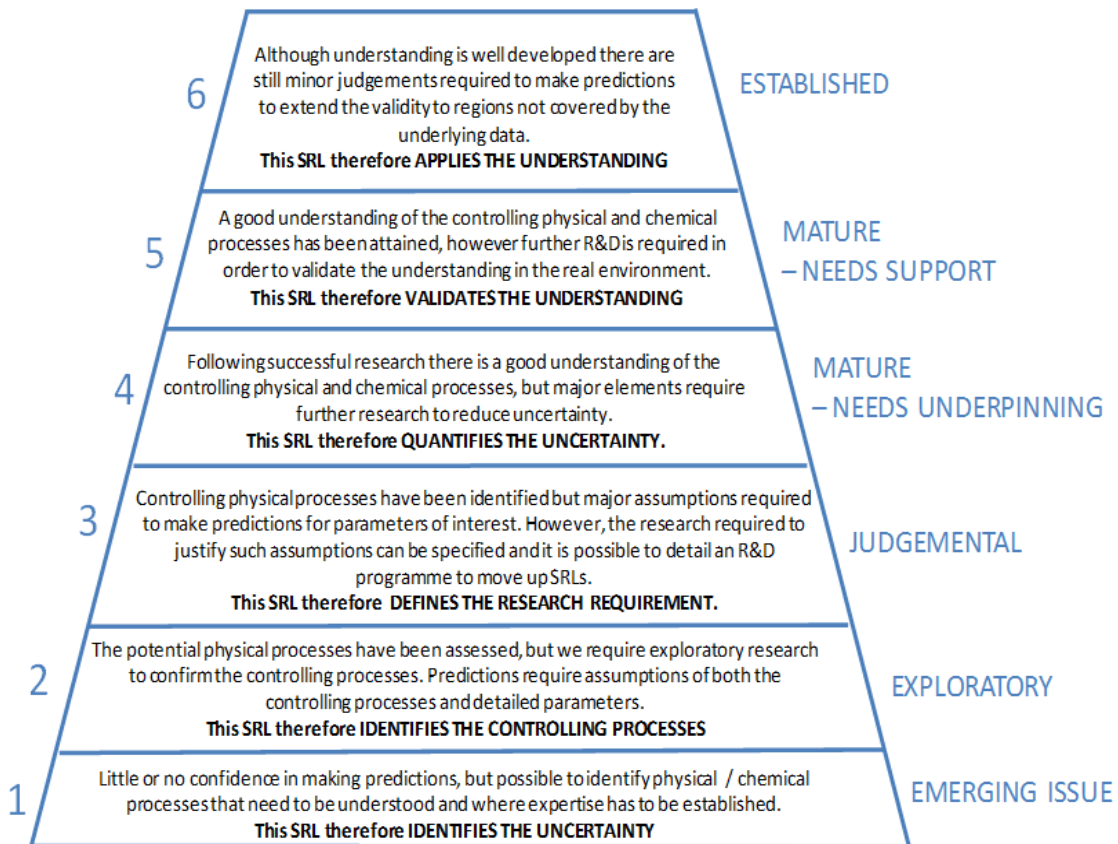 6
Although understanding is well developed there are
still minor judgements required to make predictions
to extend the validity to regions not covered by the
underlying data.
This SRL therefore APPLIES THE UNDERSTANDING
ESTABLISHED
5
A good understanding of the controlling physical and chemical
processes has been attained, however further R&D is required in
order to validate the understanding in the real environment.
This SRL therefore VALIDATES THE UNDERSTANDING
MATURE
– NEEDS SUPPORT
4
Following successful research there is a good understanding of the
controlling physical and chemical processes, but major elements require
further research to reduce uncertainty.
This SRL therefore QUANTIFIES THE UNCERTAINTY.
MATURE
– NEEDS UNDERPINNING
3
Controlling physical processes have been identified but major assumptions required
to make predictions for parameters of interest. However, the research required to
justify such assumptions can be specified and it is possible to detail an R&D
programme to move up SRLs.
This SRL therefore DEFINES THE RESEARCH REQUIREMENT.
JUDGEMENTAL
2
The potential physical processes have been assessed, but we require exploratory research
to confirm the controlling processes. Predictions require assumptions of both the
controlling processes and detailed parameters.
This SRL therefore IDENTIFIES THE CONTROLLING PROCESSES
EXPLORATORY
1
Little or no confidence in making predictions, but possible to identify physical / chemical
processes that need to be understood and where expertise has to be established.
This SRL therefore IDENTIFIES THE UNCERTAINTY
EMERGING ISSUE